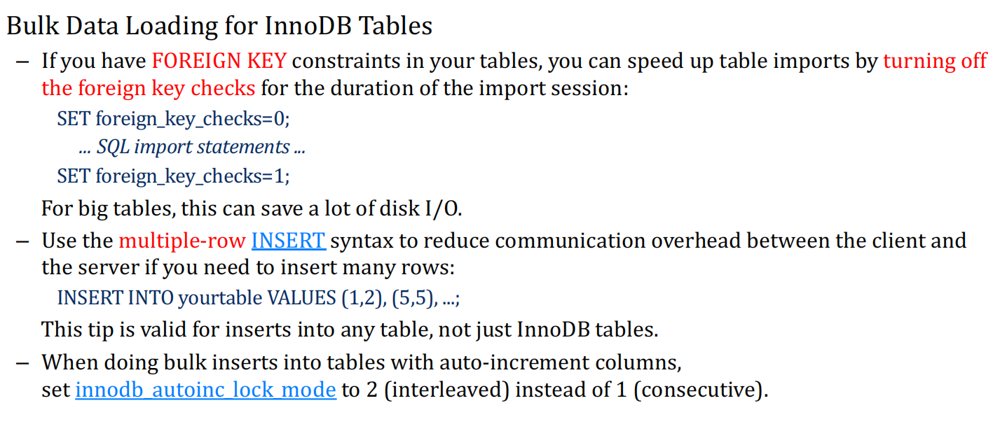 Bulk Data Loading for InnoDB Tables
– If you have FOREIGN KEY constraints in your tables, you can speed up table imports by turning off
the foreign key checks for the duration of the import session:
SET foreign_key_checks=0;
... SQL import statements ...
SET foreign_key_checks=1;
For big tables, this can save a lot of disk I/O.
– Use the multiple-row INSERT syntax to reduce communication overhead between the client and
the server if you need to insert many rows:
INSERT INTO yourtable VALUES (1,2), (5,5), ...;
This tip is valid for inserts into any table, not just InnoDB tables.
– When doing bulk inserts into tables with auto-increment columns,
set innodb_autoinc_lock_mode to 2 (interleaved) instead of 1 (consecutive).